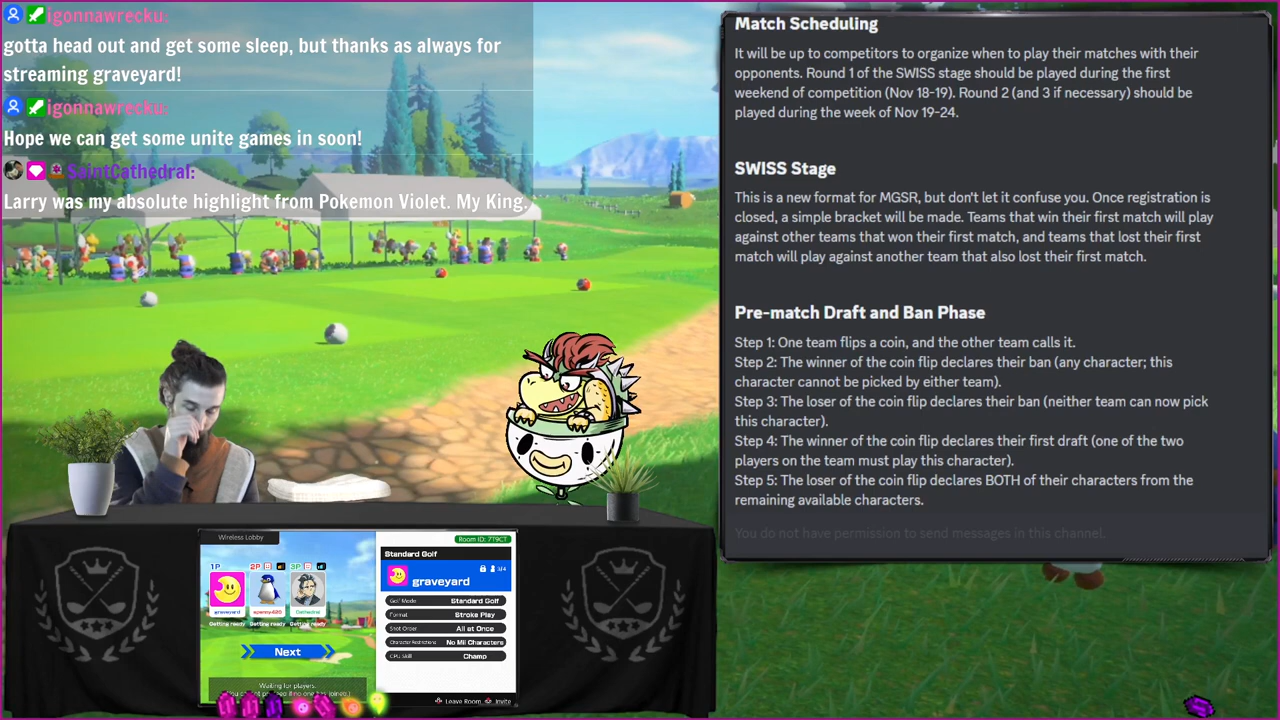 igonnawrecku:
gotta head out and get some sleep, but thanks as always for
streaming graveyard!
igonnawrecku:
Hope we can get some unite games in soon!
SaintCathedral:
Larry was my absolute highlight from Pokemon Violet. My King.
Match Scheduling
It will be up to competitors to organize when to play their matches with their
opponents. Round 1 of the SWISS stage should be played during the first
weekend of competition (Nov 18-19). Round 2 (and 3 if necessary) should be
played during the week of Nov 19-24.
SWISS Stage
This is a new format for MGSR, but don't let it confuse you. Once registration is
closed, a simple bracket will be made. Teams that win their first match will play
against other teams that won their first match, and teams that lost their first
match will play against another team that also lost their first match.
Pre-match Draft and Ban Phase
Step 1: One team flips a coin, and the other team calls it.
Step 2: The winner of the coin flip declares their ban (any character; this
character cannot be picked by either team).
Step 3: The loser of the coin flip declares their ban (neither team can now pick
this character).
Step 4: The winner of the coin flip declares their first draft (one of the two
players on the team must play this character).
Step 5: The loser of the coin flip declares BOTH of their characters from the
remaining available characters.
You do not have permission to send messages in this channel.
Wireless Lobby
Room ID: 7T9CT
1P 2P 3P
graveyard Cathedral
Getting ready Getting ready Getting ready
Next
Waiting for players.
Standard Golf
3/4
graveyard
Golf Mode Standard Golf
Format Stroke Play
Shot Order All at Once
Character Restrictions No Mii Characters
CPU Skill Champ
Leave Room Invite